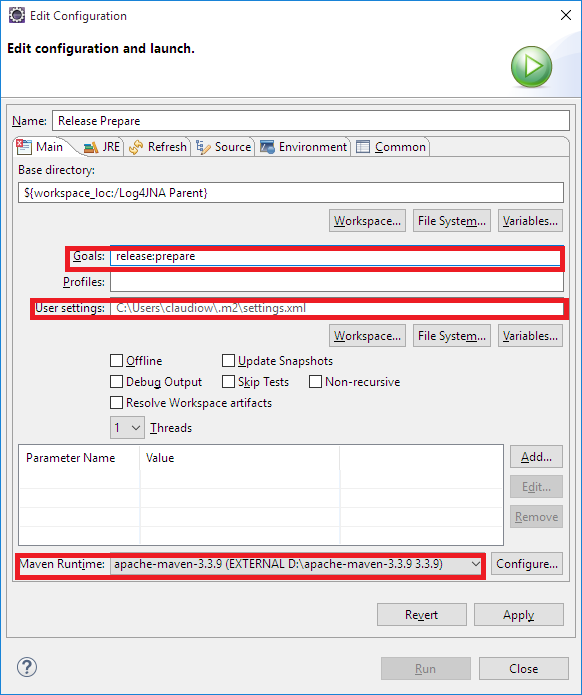 Edit Configuration
Edit configuration and launch.
Name: Release Prepare
Main JRE Refresh Source Environment Common
Base directory:
${workspace_loc:/Log4JNA Parent}
Workspace... File System... Variables...
Goals: release:prepare
Profiles:
User settings: C:\Users\claudiow\.m2\settings.xml
Workspace... File System... Variables...
Offline Update Snapshots
Debug Output Skip Tests Non-recursive
Resolve Workspace artifacts
1 Threads
Parameter Name Value Add...
Edit...
Remove
Maven Runtime: apache-maven-3.3.9 (EXTERNAL D:\apache-maven-3.3.9 3.3.9) Configure...
Revert Apply
? Run Close